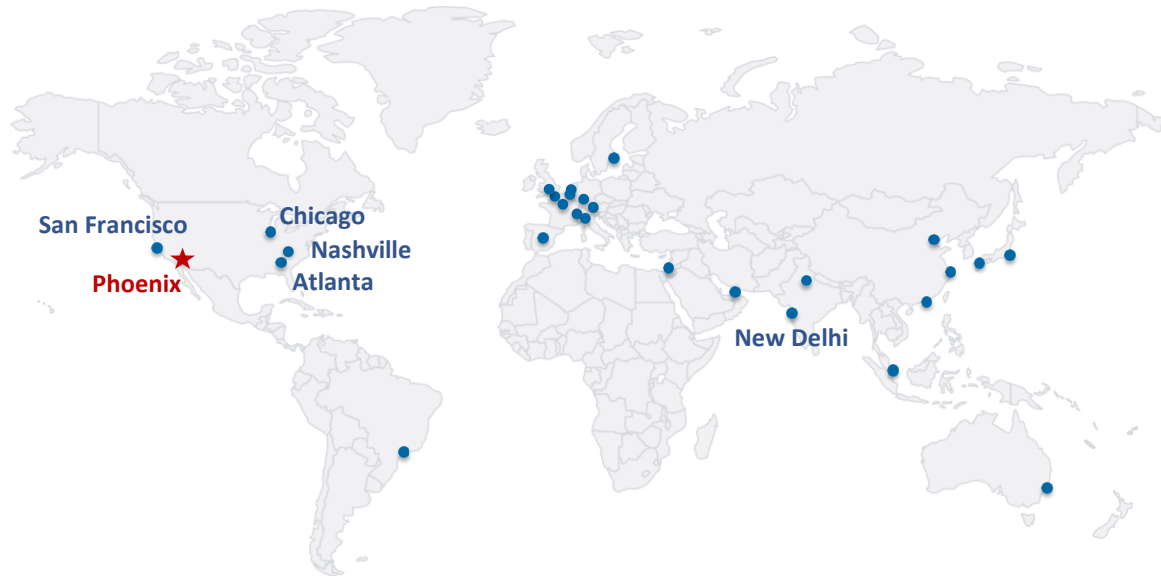 San Francisco
Chicago
Nashville
Phoenix
Atlanta
New Delhi